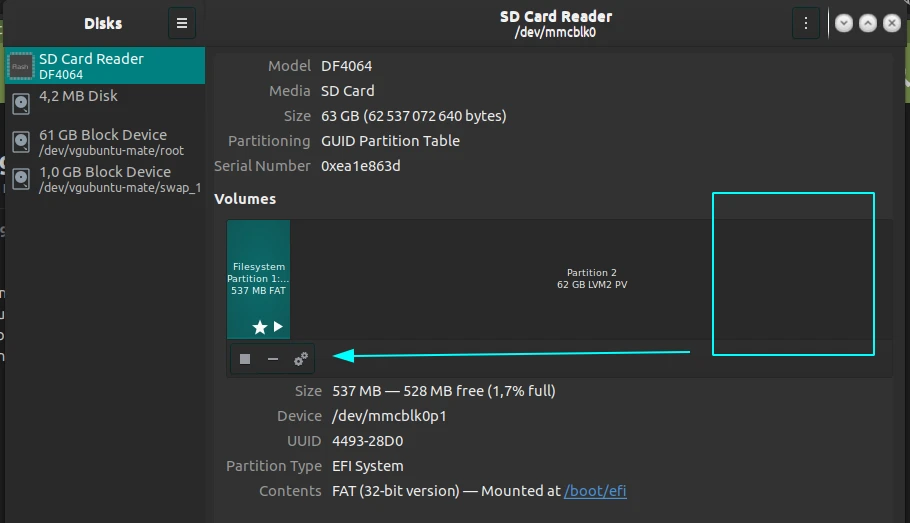 Disks
SD Card Reader
/dev/mmcblk0
Flash
SD Card Reader
DF4064
4,2 MB Disk
61 GB Block Device
/dev/vgubuntu-mate/root
1,0 GB Block Device
/dev/vgubuntu-mate/swap_1
Model DF4064
Media SD Card
Size 63 GB (62 537 072 640 bytes)
Partitioning GUID Partition Table
Serial Number 0xea1e863d
Volumes
Filesystem
Partition 1:...
537 MB FAT
Partition 2
62 GB LVM2 PV
Size 537 MB — 528 MB free (1,7% full)
Device /dev/mmcblk0p1
UUID 4493-28D0
Partition Type EFI System
Contents FAT (32-bit version) — Mounted at /boot/efi